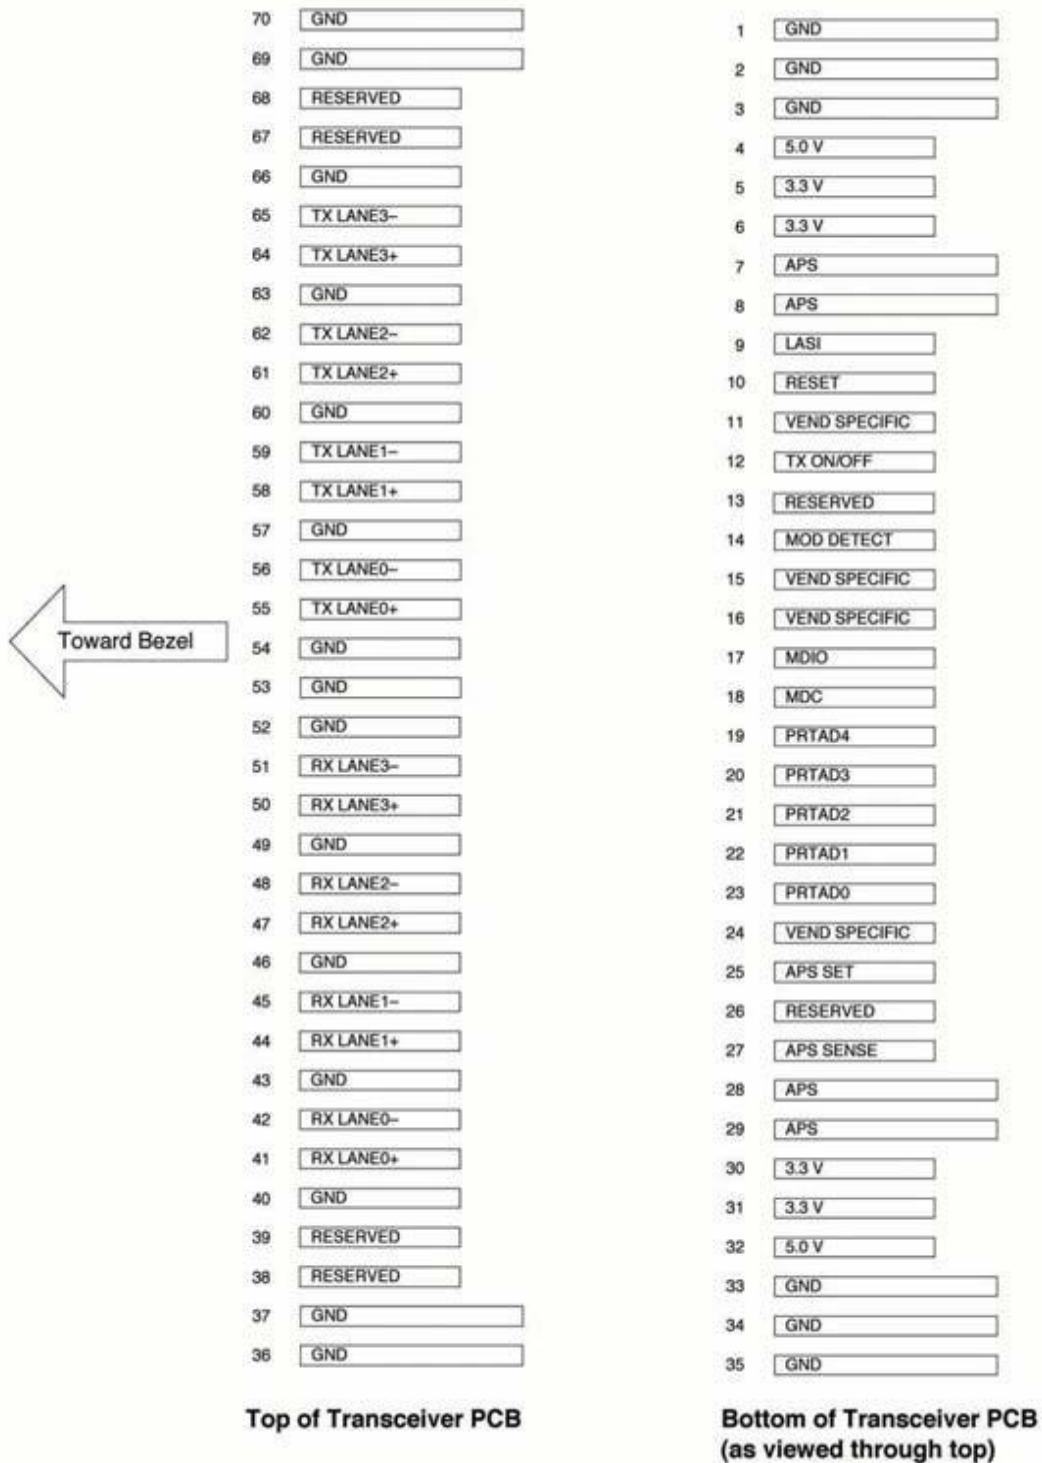 70 GND
69 GND
68 RESERVED
67 RESERVED
66 GND
65 TX LANE3–
64 TX LANE3+
63 GND
62 TX LANE2–
61 TX LANE2+
60 GND
59 TX LANE1–
58 TX LANE1+
57 GND
56 TX LANE0–
55 TX LANE0+
54 GND
53 GND
52 GND
51 RX LANE3–
50 RX LANE3+
49 GND
48 RX LANE2–
47 RX LANE2+
46 GND
45 RX LANE1–
44 RX LANE1+
43 GND
42 RX LANE0–
41 RX LANE0+
40 GND
39 RESERVED
38 RESERVED
37 GND
36 GND
Top of Transceiver PCB
Toward Bezel
1 GND
2 GND
3 GND
4 5.0 V
5 3.3 V
6 3.3 V
7 APS
8 APS
9 LASI
10 RESET
11 VEND SPECIFIC
12 TX ON/OFF
13 RESERVED
14 MOD DETECT
15 VEND SPECIFIC
16 VEND SPECIFIC
17 MDIO
18 MDC
19 PRTAD4
20 PRTAD3
21 PRTAD2
22 PRTAD1
23 PRTAD0
24 VEND SPECIFIC
25 APS SET
26 RESERVED
27 APS SENSE
28 APS
29 APS
30 3.3 V
31 3.3 V
32 5.0 V
33 GND
34 GND
35 GND
Bottom of Transceiver PCB
(as viewed through top)